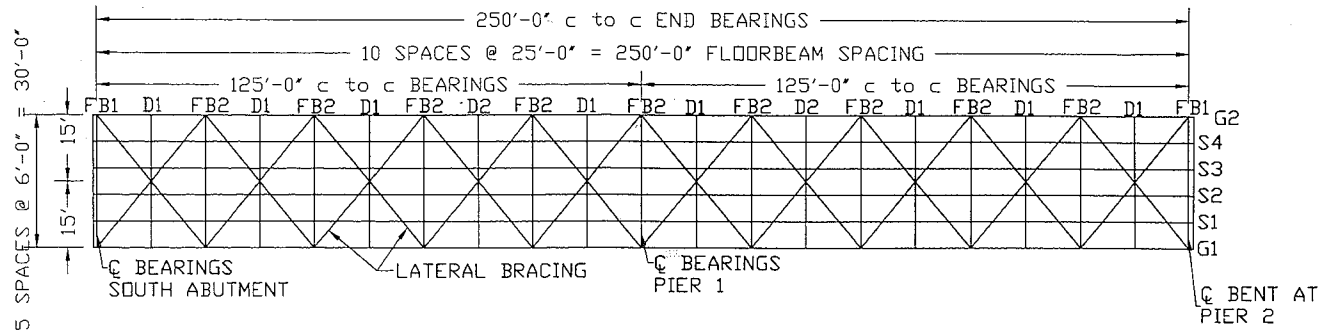 250'-0" c to c END BEARINGS
10 SPACES @ 25'-0" = 250'-0" FLOORBEAM SPACING
125'-0" c to c BEARINGS 125'-0" c to c BEARINGS
FB1 D1 FB2 D1 FB2 D1 FB2 D2 FB2 D1 FB2 D1 FB2 D2 FB2 D1 FB2 D1 FB2 D1 FB1
G2
S4
S3
S2
S1
G1
5 SPACES @ 6'-0" = 30'-0"
15'
15'
℄ BEARINGS
SOUTH ABUTMENT
LATERAL BRACING
℄ BEARINGS
PIER 1
℄ BENT AT
PIER 2